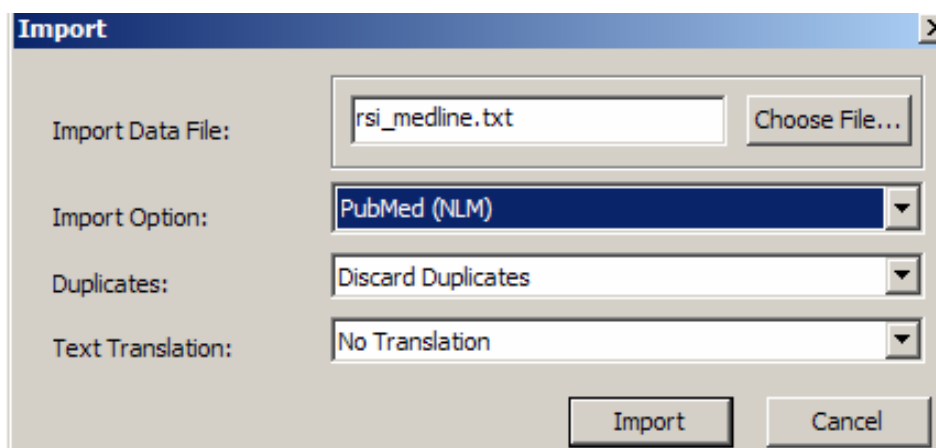 Import
Import Data File: rsi_medline.txt Choose File...
Import Option: PubMed (NLM)
Duplicates: Discard Duplicates
Text Translation: No Translation
Import Cancel